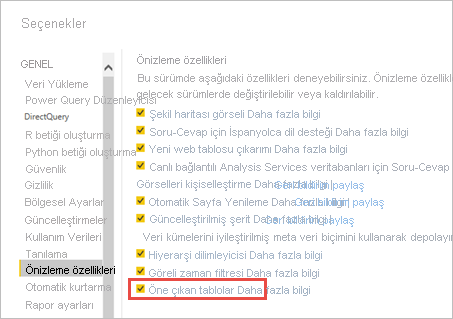 Seçenekler
GENEL
Veri Yükleme
Power Query Düzenleyicisi
DirectQuery
R betiği oluşturma
Python betiği oluşturma
Güvenlik
Gizlilik
Bölgesel Ayarlar
Güncelleştirmeler
Kullanım Verileri
Tanılama
Önizleme özellikleri
Otomatik kurtarma
Rapor ayarları
Önizleme özellikleri
Bu sürümde aşağıdaki özellikleri deneyebilirsiniz. Önizleme özellikl
gelecek sürümlerde değiştirilebilir veya kaldırılabilir.
Şekil haritası görseli Daha fazla bilgi
Soru-Cevap için İspanyolca dil desteği Daha fazla bilgi
Yeni web tablosu çıkarımı Daha fazla bilgi
Canlı bağlantılı Analysis Services veritabanları için Soru-Cevap
Görselleri kişiselleştirme Daha fazla bilgi paylaş
Otomatik Sayfa Yenileme Daha fazla bilgi paylaş
Güncelleştirilmiş şerit Daha fazla bilgi paylaş
Veri kümelerini iyileştirilmiş meta veri biçimini kullanarak depolayın
Hiyerarşi dilimleyicisi Daha fazla bilgi
Göreli zaman filtresi Daha fazla bilgi
Öne çıkan tablolar Daha fazla bilgi